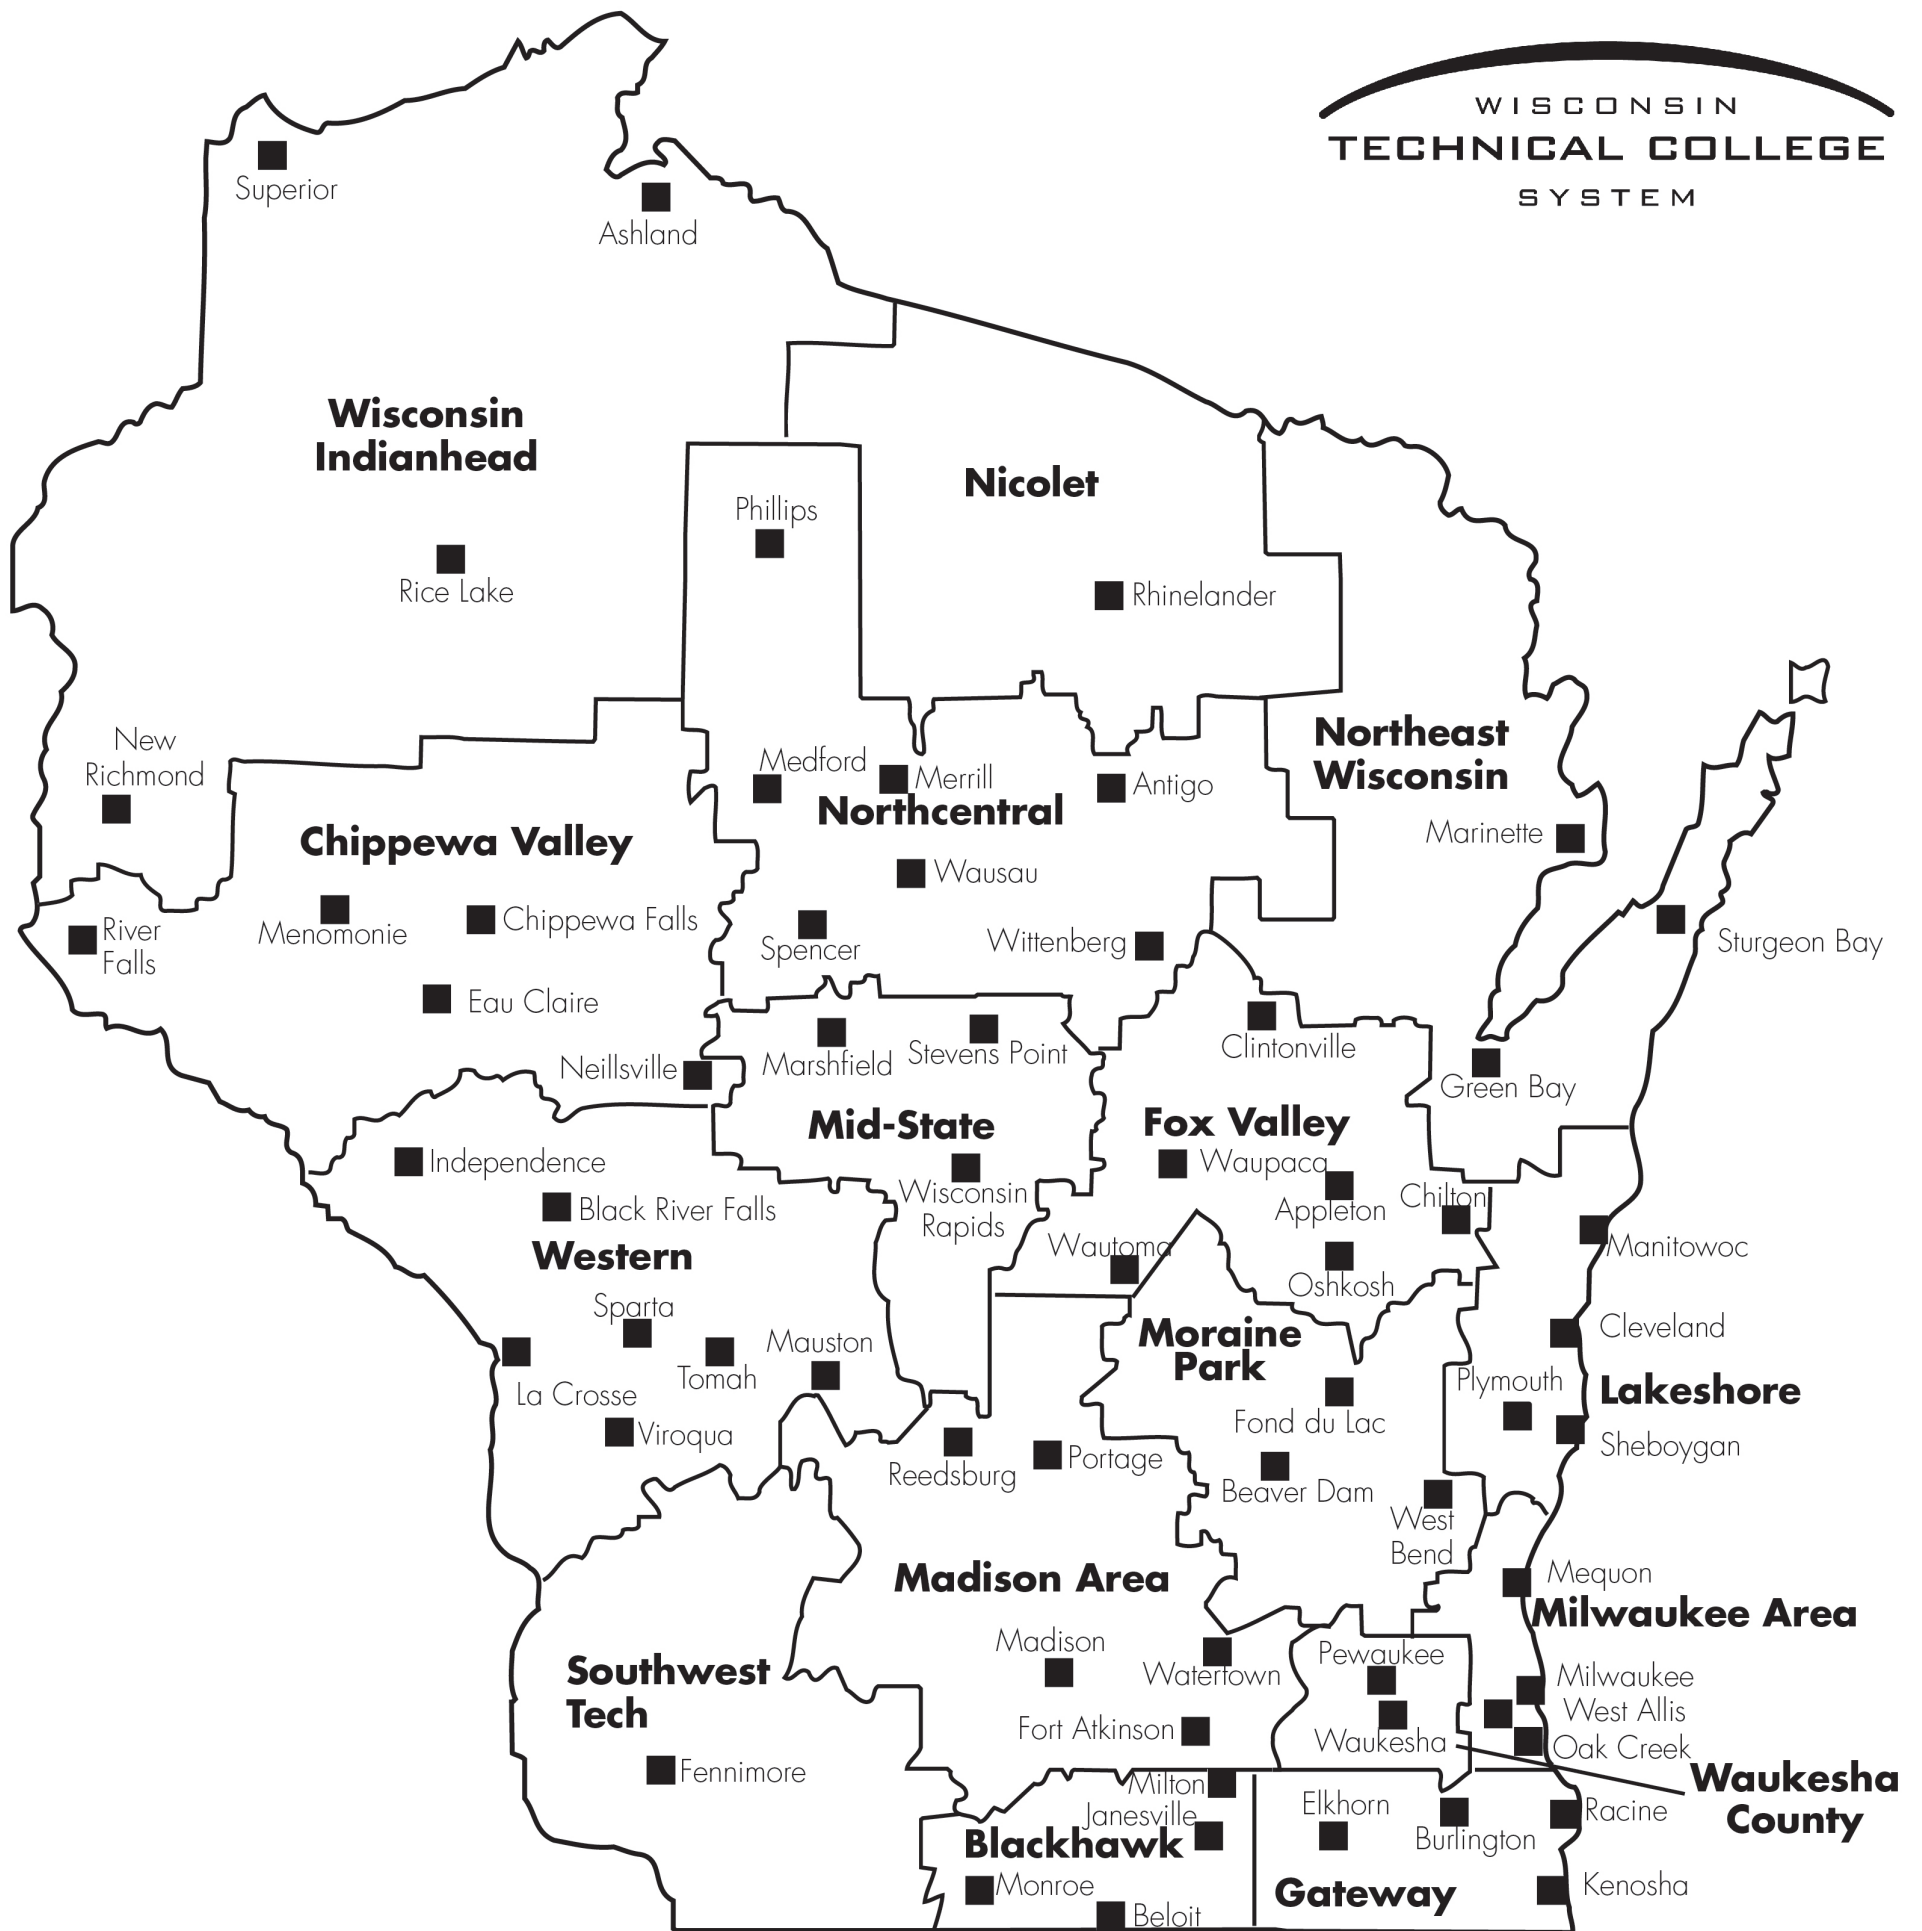 WISCONSIN
TECHNICAL COLLEGE
SYSTEM
Superior
Ashland
Wisconsin
Indianhead
Nicolet
Phillips
Rice Lake
Rhinelander
New
Richmond
Northeast
Wisconsin
Medford
Merrill
Antigo
Northcentral
Chippewa Valley
Marinette
Wausau
Menomonie
Chippewa Falls
River
Falls
Spencer
Wittenberg
Sturgeon Bay
Eau Claire
Clintonville
Neillsville
Marshfield
Stevens Point
Green Bay
Mid-State
Fox Valley
Independence
Waupaca
Wisconsin
Rapids
Appleton
Chilton
Black River Falls
Western
Wautoma
Manitowoc
Oshkosh
Sparta
Cleveland
Moraine
Park
Mauston
Tomah
La Crosse
Plymouth
Lakeshore
Fond du Lac
Viroqua
Sheboygan
Reedsburg
Portage
Beaver Dam
West
Bend
Madison Area
Mequon
Milwaukee Area
Madison
Watertown
Pewaukee
Southwest
Tech
Milwaukee
West Allis
Fort Atkinson
Waukesha
Oak Creek
Fennimore
Waukesha
County
Milton
Janesville
Elkhorn
Burlington
Racine
Blackhawk
Monroe
Gateway
Kenosha
Beloit